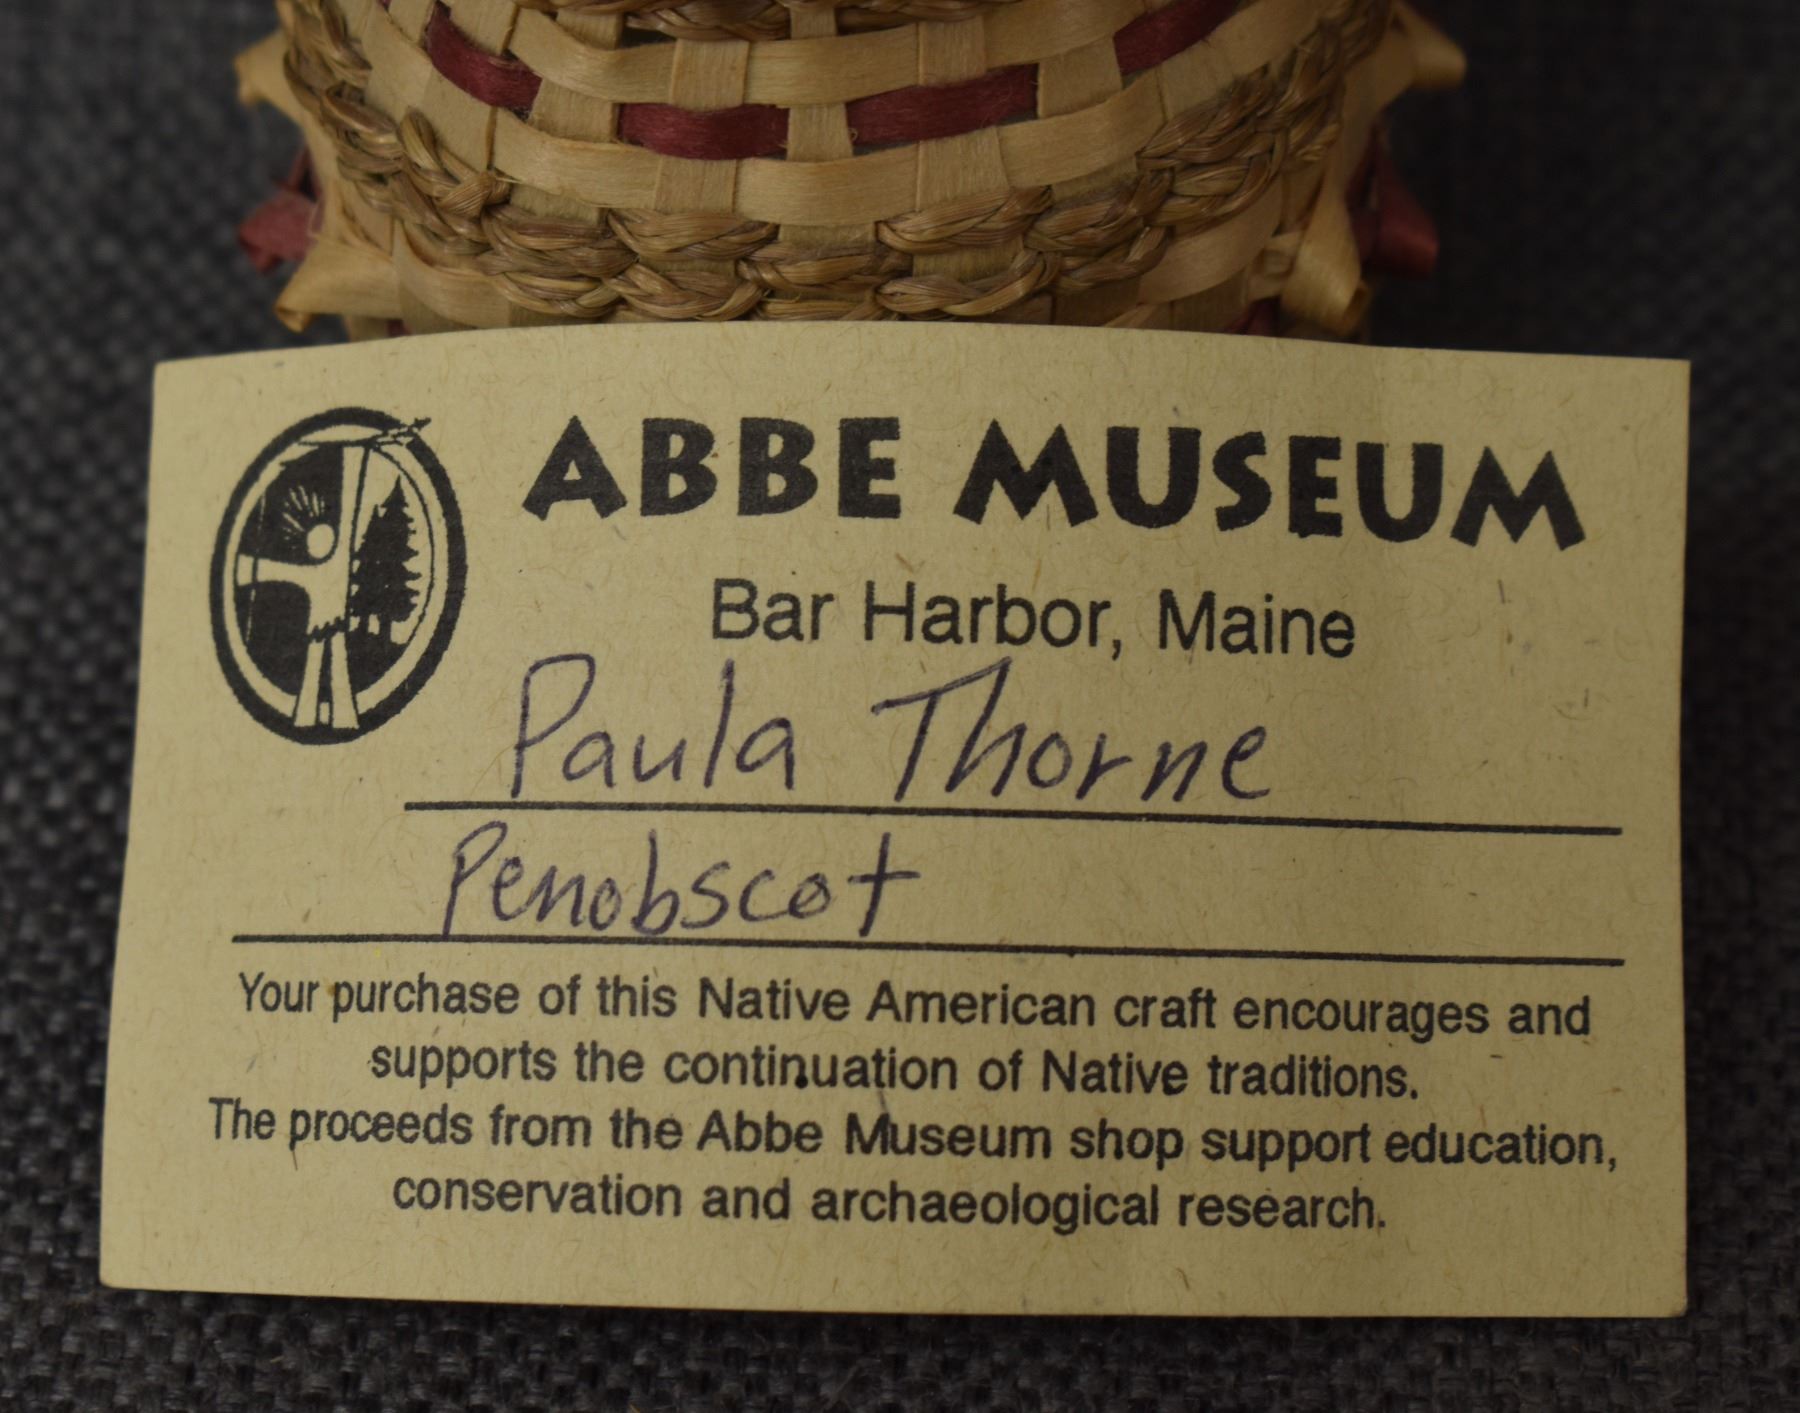 ABBE MUSEUM
Bar Harbor, Maine
Paula Thorne
Penobscot
Your purchase of this Native American craft encourages and
supports the continuation of Native traditions.
The proceeds from the Abbe Museum shop support education,
conservation and archaeological research.